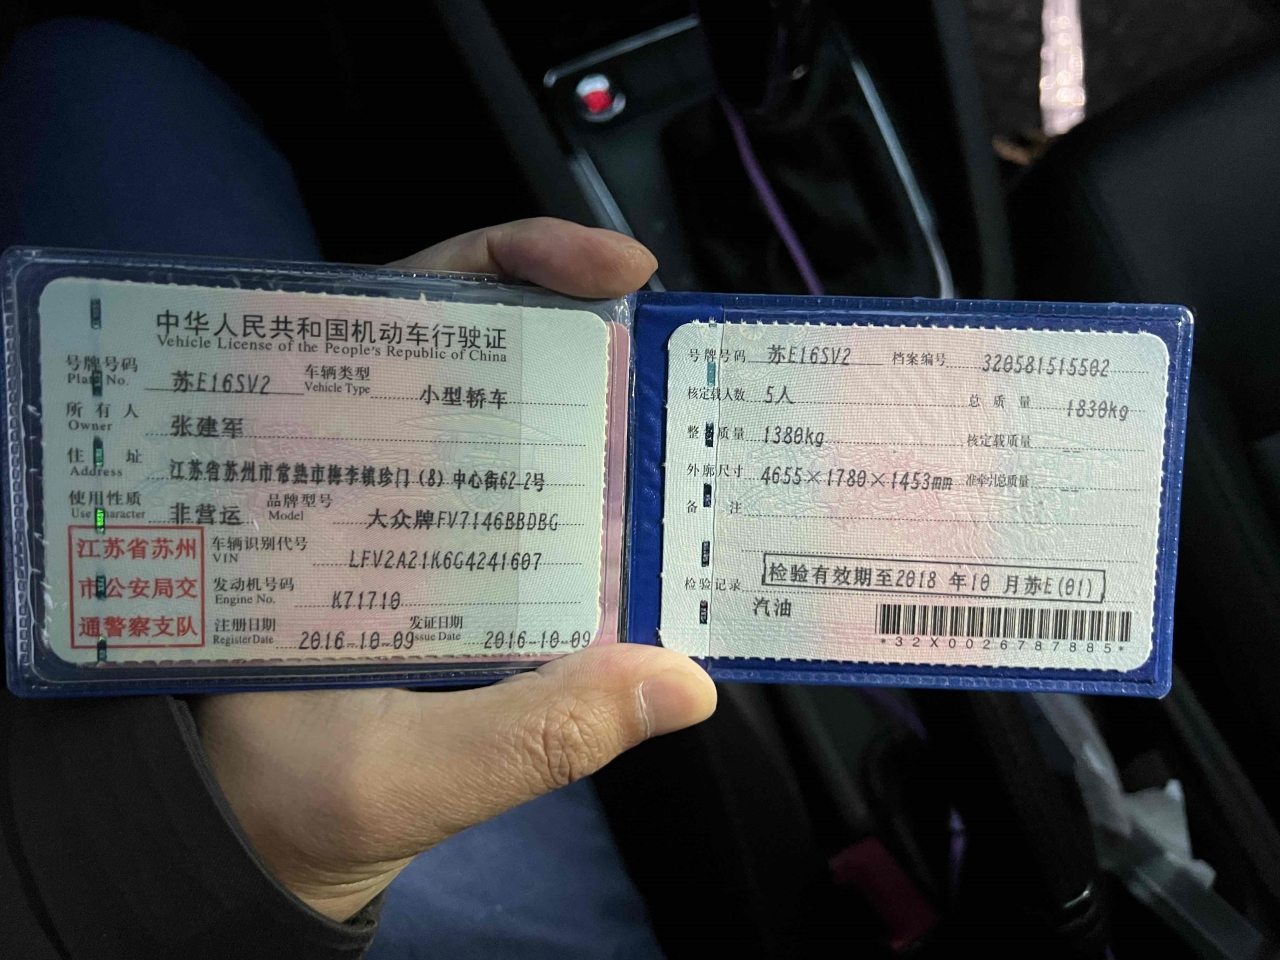 中华人民共和国机动车行驶证
Vehicle License of the People's Republic of China
号牌号码 苏E16SV2 车辆类型 小型轿车
Plate No. Vehicle Type
所有人 张建军
Owner
住址 江苏省苏州市常熟市梅李镇珍门(8)中心街62-2号
Address
使用性质 非营运 品牌型号 大众牌FV7146BBDBG
Use Character Model
江苏省苏州
市公安局交
通警察支队
车辆识别代号 LFV2A21K6G4241607
VIN
发动机号码 K71710
Engine No.
注册日期 2016-10-09 发证日期 2016-10-09
Register Date Issue Date
号牌号码 苏E16SV2 档案编号 320581515502
核定载人数 5人 总质量 1830kg
整备质量 1380kg 核定载质量
外廓尺寸 4655×1780×1453mm 准牵引总质量
备注
检验记录 检验有效期至2018年10月苏E(01)
汽油
*32X0026787885*